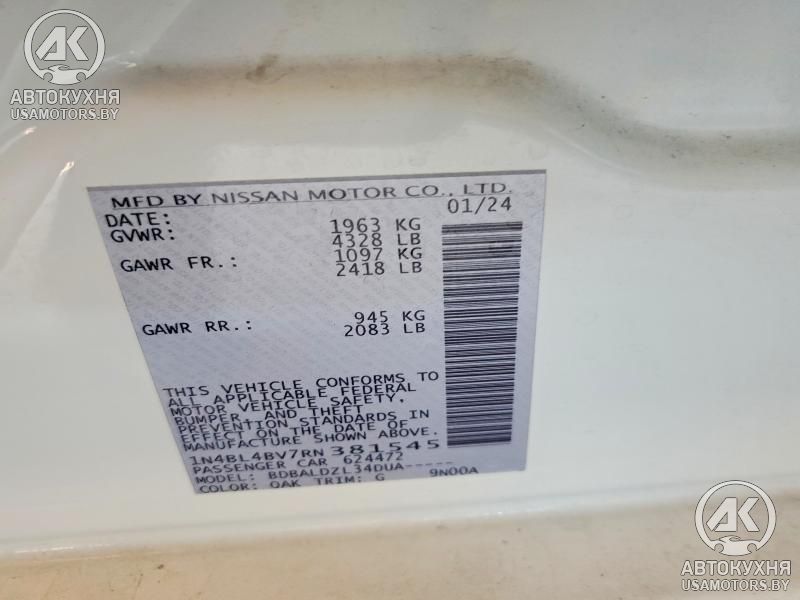 АК
АВТОКУХНЯ
USAMOTORS.BY
MFD BY NISSAN MOTOR CO., LTD.
DATE: 01/24
GVWR: 1963 KG
4328 LB
GAWR FR.: 1097 KG
2418 LB
GAWR RR.: 945 KG
2083 LB
THIS VEHICLE CONFORMS TO
ALL APPLICABLE FEDERAL
MOTOR VEHICLE SAFETY,
BUMPER, AND THEFT
PREVENTION STANDARDS IN
EFFECT ON THE DATE OF
MANUFACTURE SHOWN ABOVE.
1N4BL4BV7RN381545
PASSENGER CAR 624472
MODEL: BDBALDZL34DUA-----
COLOR: QAK TRIM: G 9N00A
АК
АВТОКУХНЯ
USAMOTORS.BY